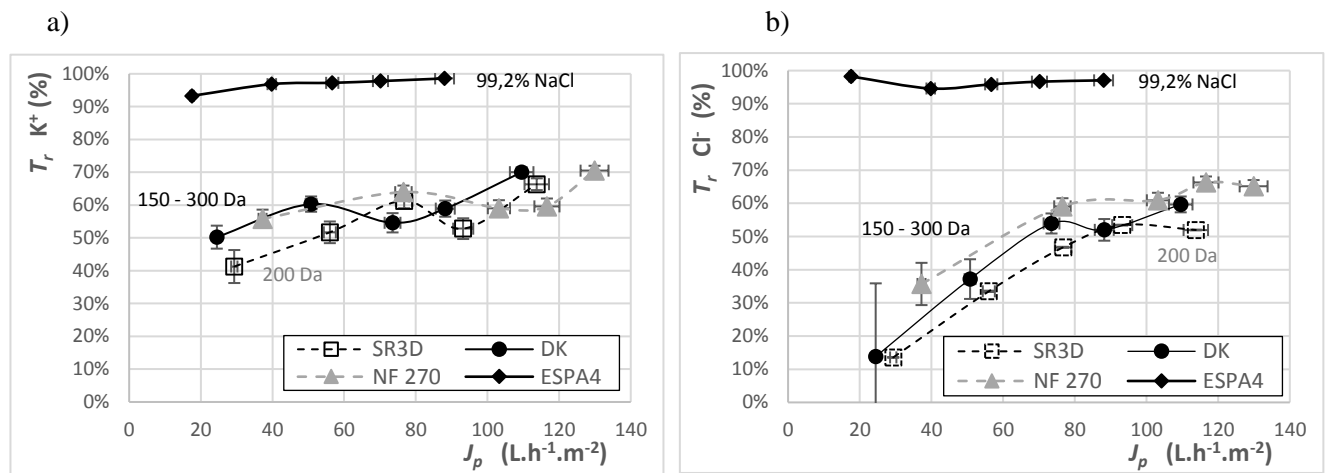 a)
100%
90%
80%
70%
60%
50%
40%
30%
20%
10%
0%
T_r K⁺ (%)
99,2% NaCl
150 - 300 Da
200 Da
SR3D
DK
NF 270
ESPA4
0 20 40 60 80 100 120 140
J_p (L.h⁻¹.m⁻²)
b)
100%
90%
80%
70%
60%
50%
40%
30%
20%
10%
0%
T_r Cl⁻ (%)
99,2% NaCl
150 - 300 Da
200 Da
SR3D
DK
NF 270
ESPA4
0 20 40 60 80 100 120 140
J_p (L.h⁻¹.m⁻²)